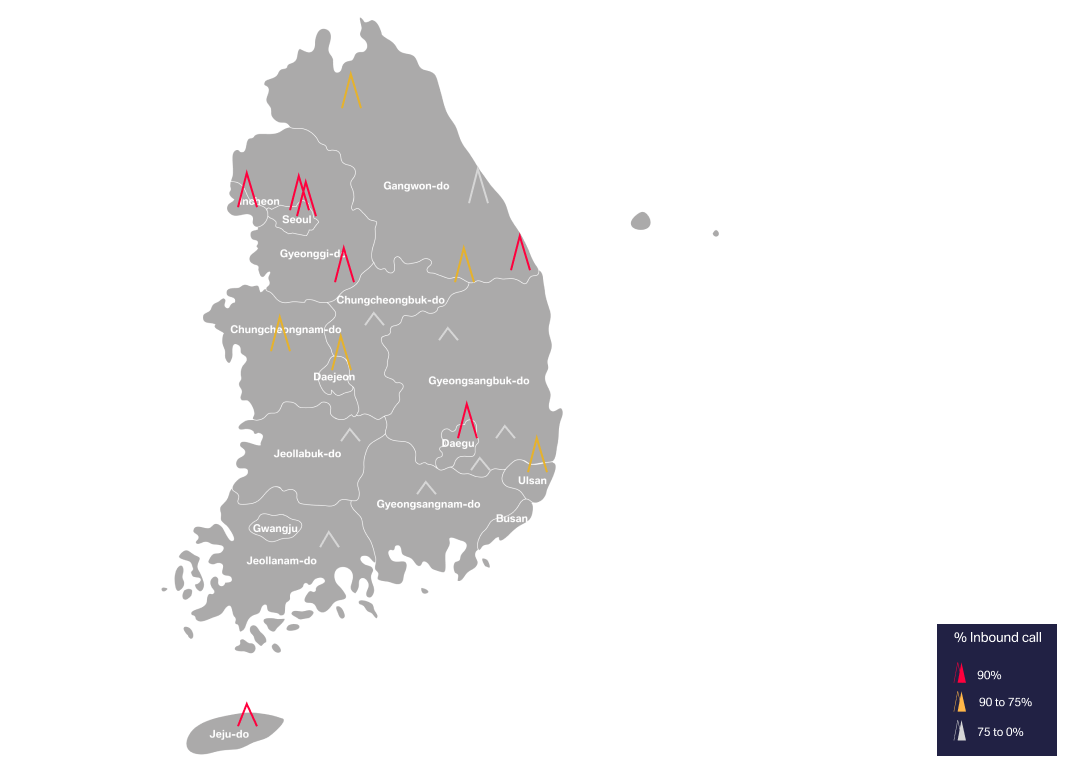 Gangwon-do
Incheon
Seoul
Gyeonggi-do
Chungcheongbuk-do
Chungcheongnam-do
Daejeon
Gyeongsangbuk-do
Daegu
Jeollabuk-do
Ulsan
Gyeongsangnam-do
Busan
Gwangju
Jeollanam-do
Jeju-do
% Inbound call
90%
90 to 75%
75 to 0%